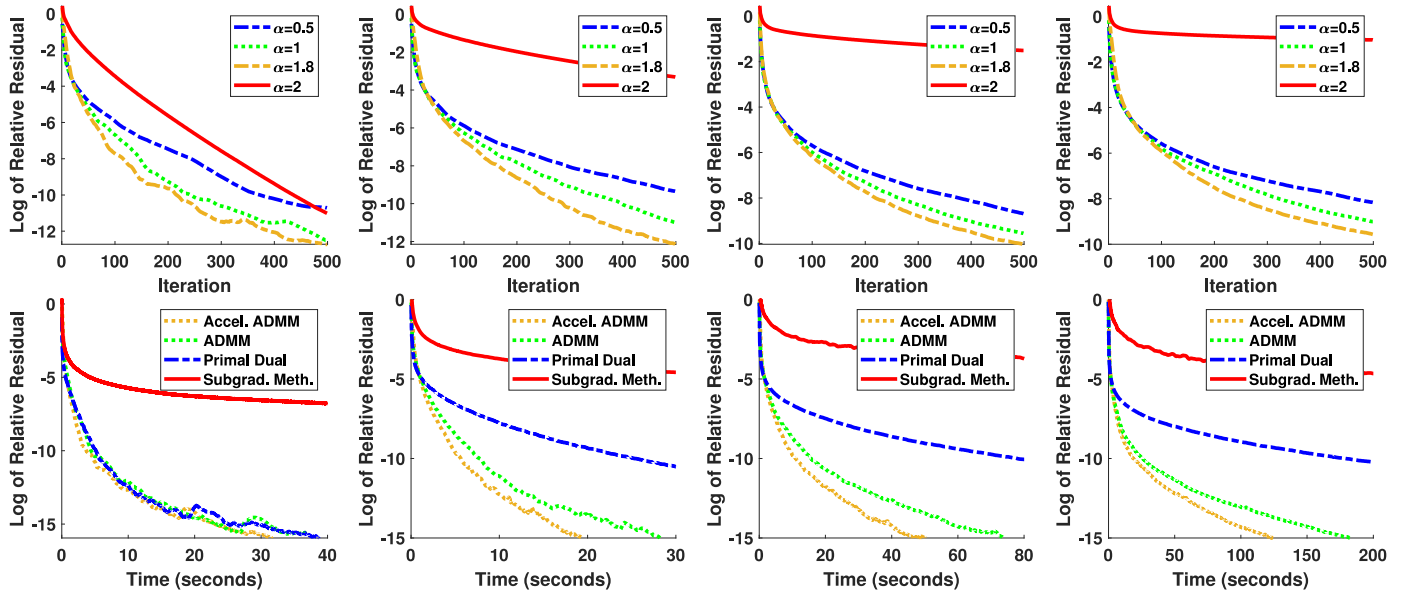 Log of Relative Residual
0
-2
-4
-6
-8
-10
-12
0 100 200 300 400 500
Iteration
α=0.5
α=1
α=1.8
α=2
Log of Relative Residual
0
-2
-4
-6
-8
-10
-12
0 100 200 300 400 500
Iteration
α=0.5
α=1
α=1.8
α=2
Log of Relative Residual
0
-2
-4
-6
-8
-10
0 100 200 300 400 500
Iteration
α=0.5
α=1
α=1.8
α=2
Log of Relative Residual
0
-2
-4
-6
-8
-10
0 100 200 300 400 500
Iteration
α=0.5
α=1
α=1.8
α=2
Log of Relative Residual
0
-5
-10
-15
0 10 20 30 40
Time (seconds)
Accel. ADMM
ADMM
Primal Dual
Subgrad. Meth.
Log of Relative Residual
0
-5
-10
-15
0 10 20 30
Time (seconds)
Accel. ADMM
ADMM
Primal Dual
Subgrad. Meth.
Log of Relative Residual
0
-5
-10
-15
0 20 40 60 80
Time (seconds)
Accel. ADMM
ADMM
Primal Dual
Subgrad. Meth.
Log of Relative Residual
0
-5
-10
-15
0 50 100 150 200
Time (seconds)
Accel. ADMM
ADMM
Primal Dual
Subgrad. Meth.